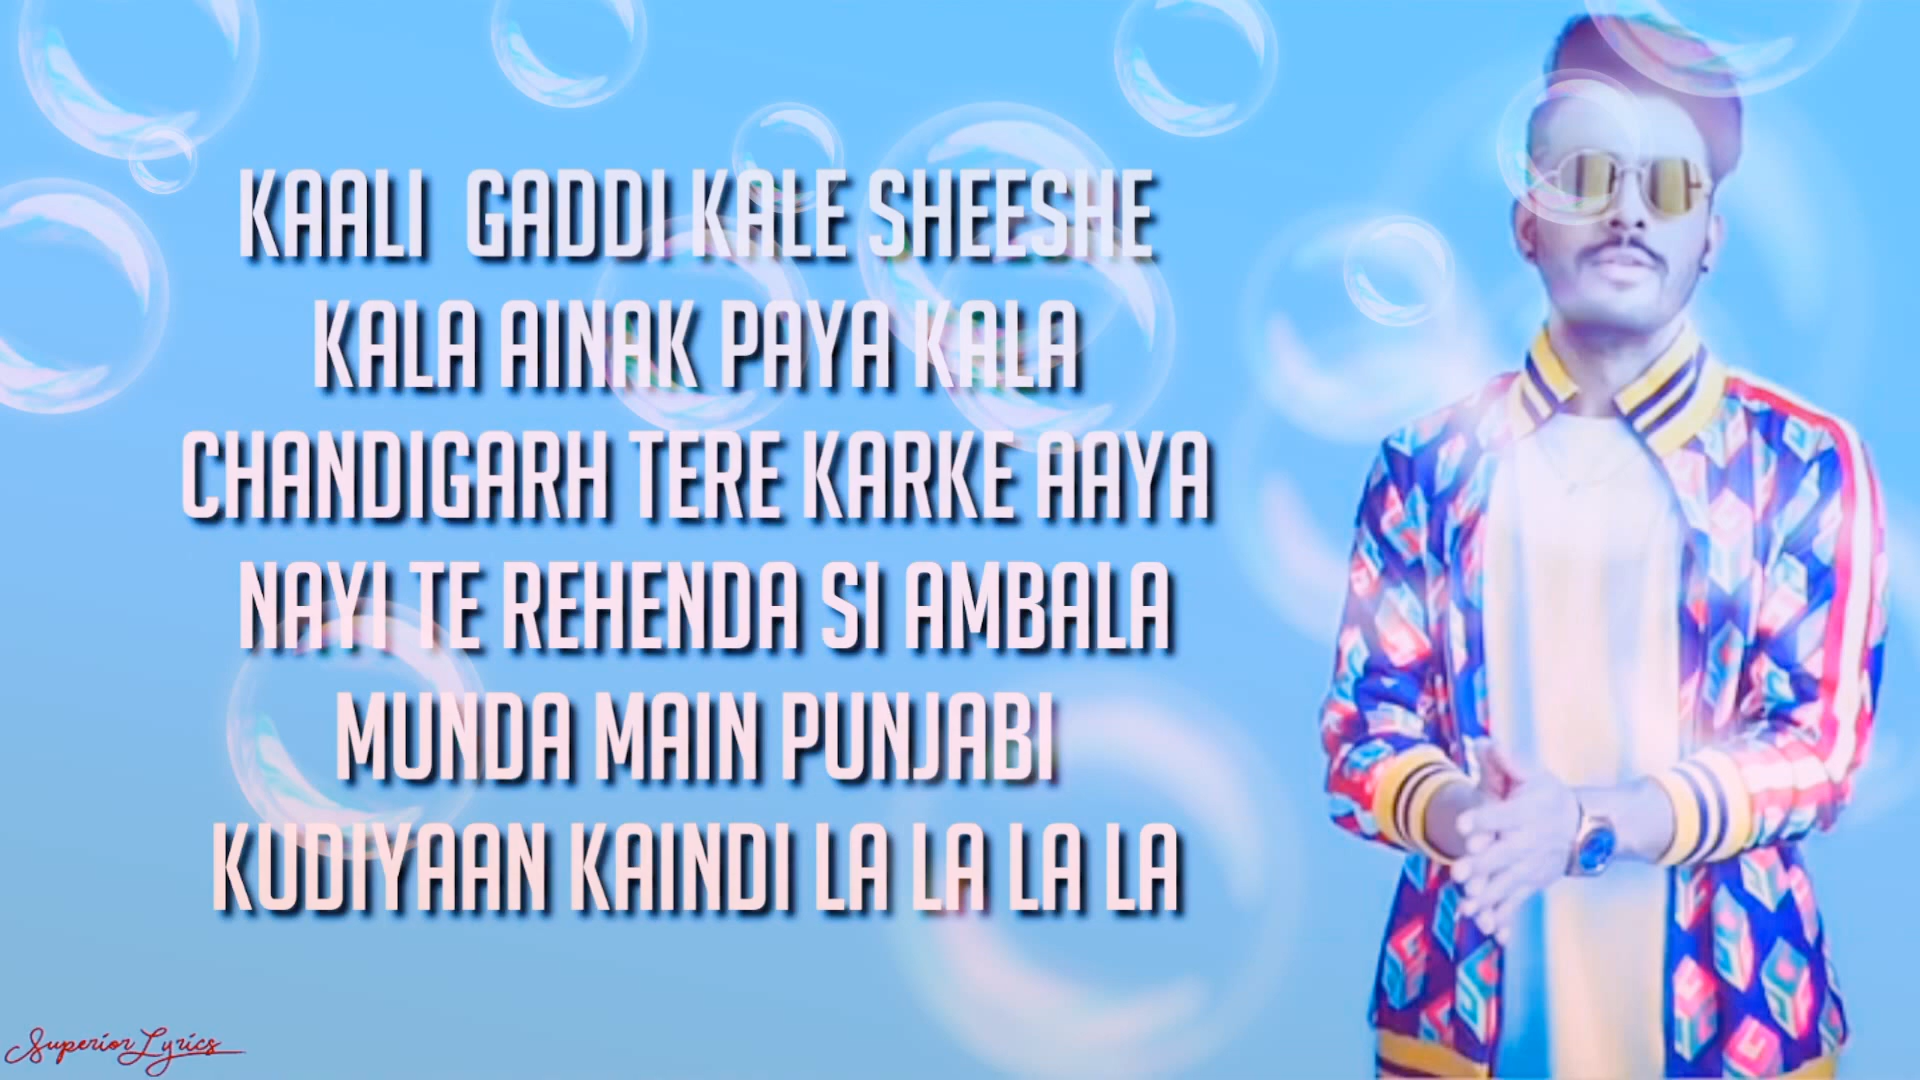 KAALI GADDI KALE SHEESHE
KALA AINAK PAYA KALA
CHANDIGARH TERE KARKE AAYA
NAYI TE REHENDA SI AMBALA
MUNDA MAIN PUNJABI
KUDIYAAN KAINDI LA LA LA LA
Superior Lyrics